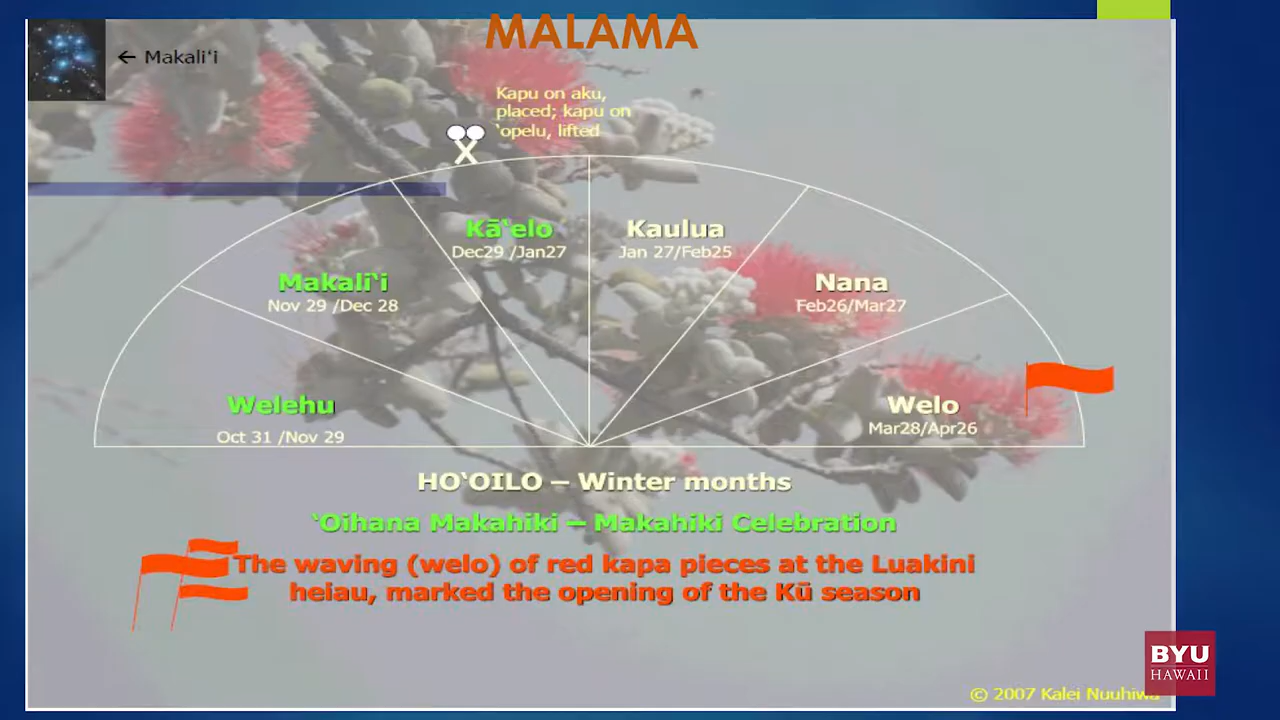 MALAMA
← Makali‘i
Kapu on aku,
placed; kapu on
‘opelu, lifted
X
Kā‘elo
Dec29 /Jan27
Kaulua
Jan 27/Feb25
Makali‘i
Nov 29 /Dec 28
Nana
Feb26/Mar27
Welehu
Oct 31 /Nov 29
Welo
Mar28/Apr26
HO‘OILO – Winter months
‘Oihana Makahiki – Makahiki Celebration
The waving (welo) of red kapa pieces at the Luakini
heiau, marked the opening of the Kū season
BYU
HAWAII
© 2007 Kalei Nuuhiwa